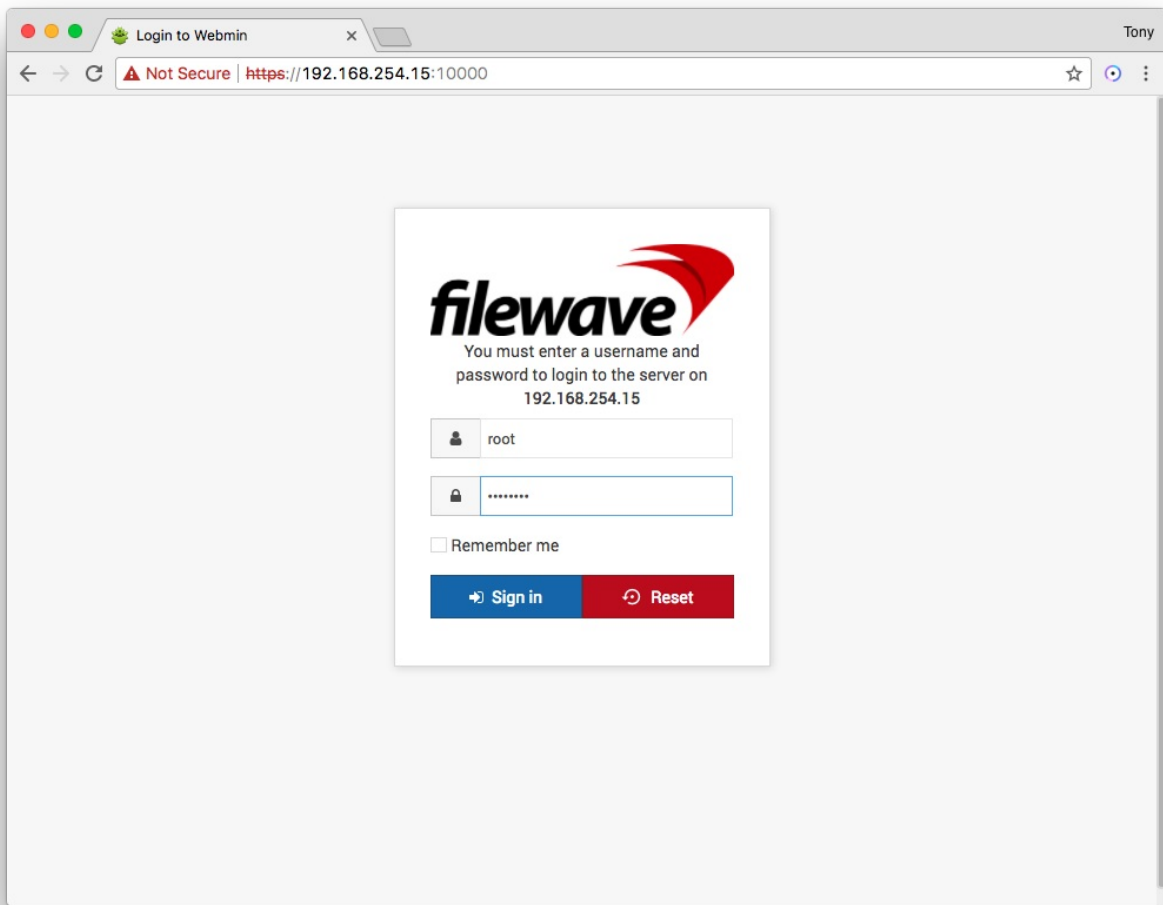 Login to Webmin
Tony
Not Secure | https://192.168.254.15:10000
filewave
You must enter a username and
password to login to the server on
192.168.254.15
root
••••••••
Remember me
Sign in
Reset